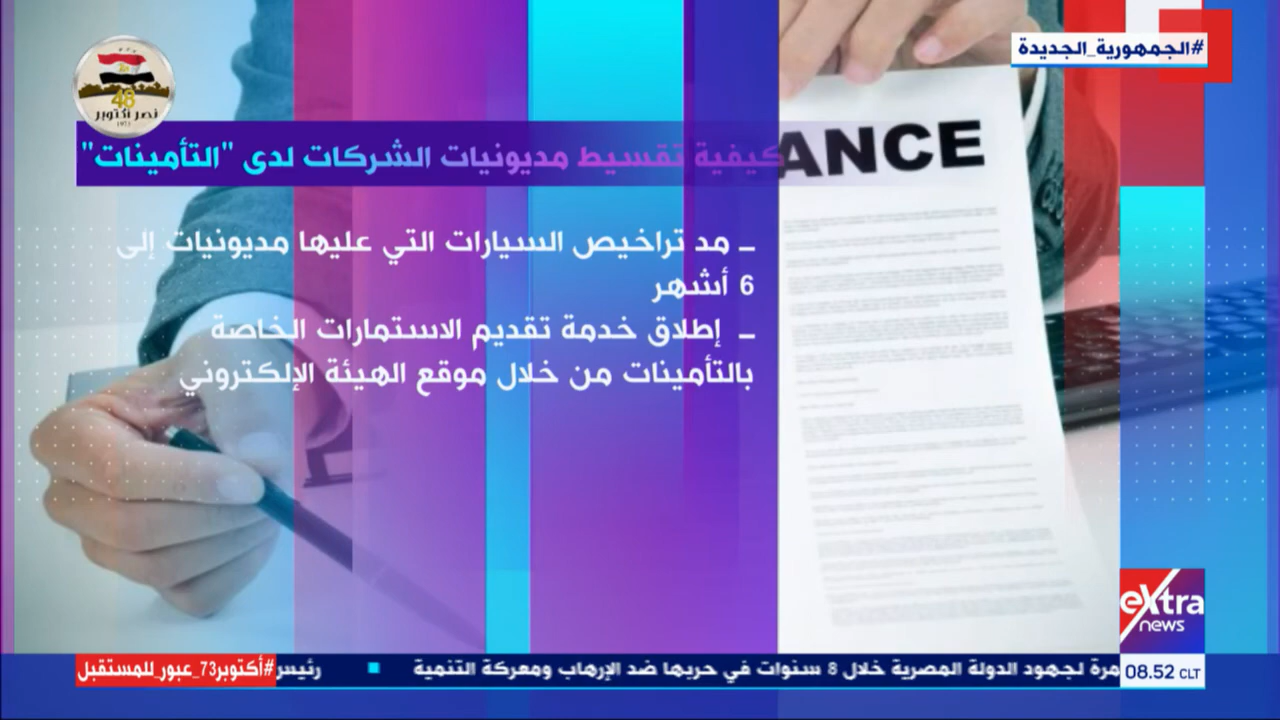 #الجمهورية_الجديدة
48
نصر أكتوبر
1973
ANCE
كيفية تقسيط مديونيات الشركات لدى "التأمينات"
ـ مد تراخيص السيارات التي عليها مديونيات إلى
6 أشهر
ـ إطلاق خدمة تقديم الاستمارات الخاصة
بالتأمينات من خلال موقع الهيئة الإلكتروني
extra
news
08.52 CLT
مرة لجهود الدولة المصرية خلال 8 سنوات في حربها ضد الإرهاب ومعركة التنمية ■ رئيس
#أكتوبر73_عبور_للمستقبل